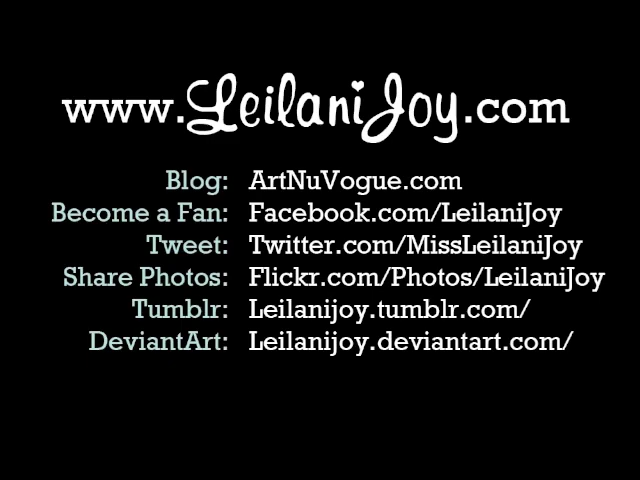 www.LeilaniJoy.com
Blog: ArtNuVogue.com
Become a Fan: Facebook.com/LeilaniJoy
Tweet: Twitter.com/MissLeilaniJoy
Share Photos: Flickr.com/Photos/LeilaniJoy
Tumblr: Leilanijoy.tumblr.com/
DeviantArt: Leilanijoy.deviantart.com/